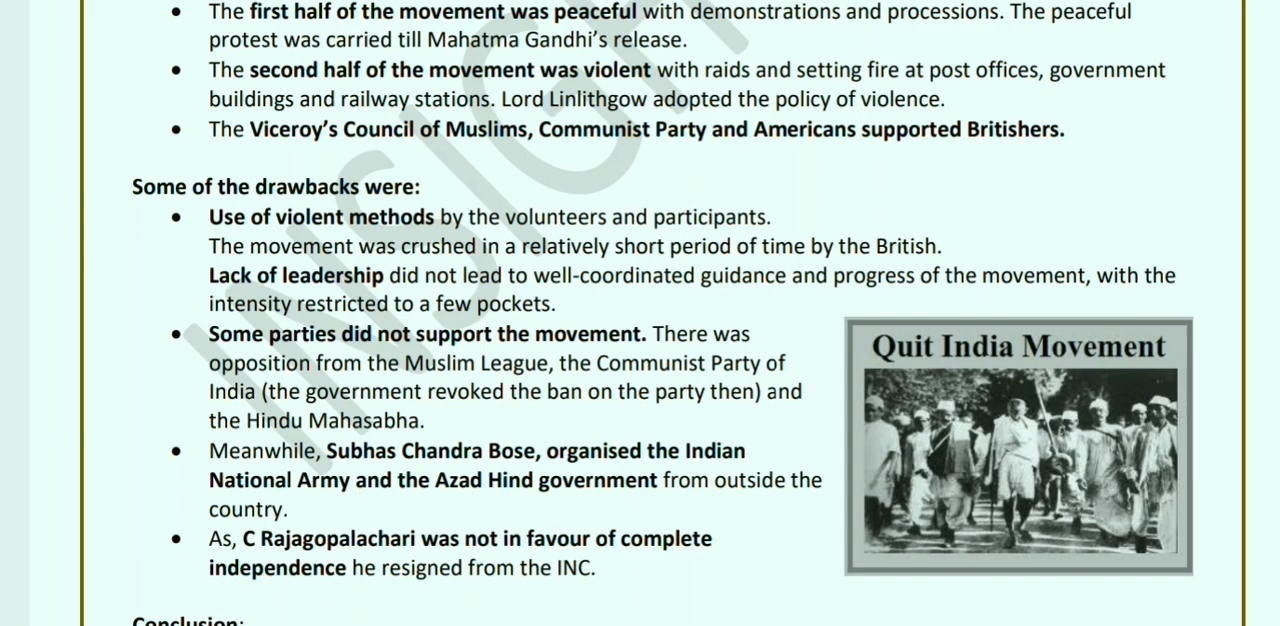 • The first half of the movement was peaceful with demonstrations and processions. The peaceful
protest was carried till Mahatma Gandhi’s release.
• The second half of the movement was violent with raids and setting fire at post offices, government
buildings and railway stations. Lord Linlithgow adopted the policy of violence.
• The Viceroy’s Council of Muslims, Communist Party and Americans supported Britishers.
Some of the drawbacks were:
• Use of violent methods by the volunteers and participants.
The movement was crushed in a relatively short period of time by the British.
Lack of leadership did not lead to well-coordinated guidance and progress of the movement, with the
intensity restricted to a few pockets.
• Some parties did not support the movement. There was
opposition from the Muslim League, the Communist Party of
India (the government revoked the ban on the party then) and
the Hindu Mahasabha.
• Meanwhile, Subhas Chandra Bose, organised the Indian
National Army and the Azad Hind government from outside the
country.
• As, C Rajagopalachari was not in favour of complete
independence he resigned from the INC.
Quit India Movement
Conclusion:
INSIGH